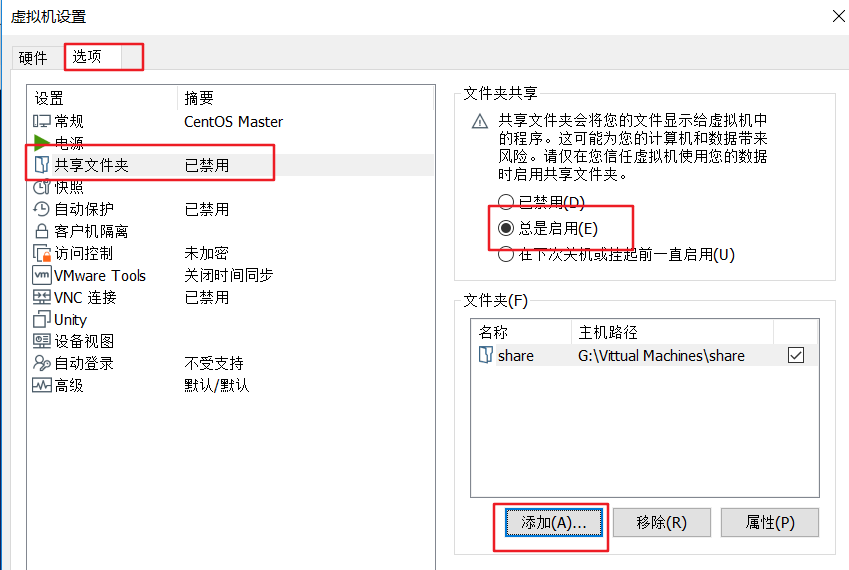 虚拟机设置
硬件 选项
设置 摘要
常规 CentOS Master
电源
共享文件夹 已禁用
快照
自动保护 已禁用
客户机隔离
访问控制 未加密
VMware Tools 关闭时间同步
VNC 连接 已禁用
Unity
设备视图
自动登录 不受支持
高级 默认/默认
文件夹共享
共享文件夹会将您的文件显示给虚拟机中
的程序。这可能为您的计算机和数据带来
风险。请仅在您信任虚拟机使用您的数据
时启用共享文件夹。
已禁用(D)
总是启用(E)
在下次关机或挂起前一直启用(U)
文件夹(F)
名称 主机路径
share G:\Vittual Machines\share
添加(A)... 移除(R) 属性(P)